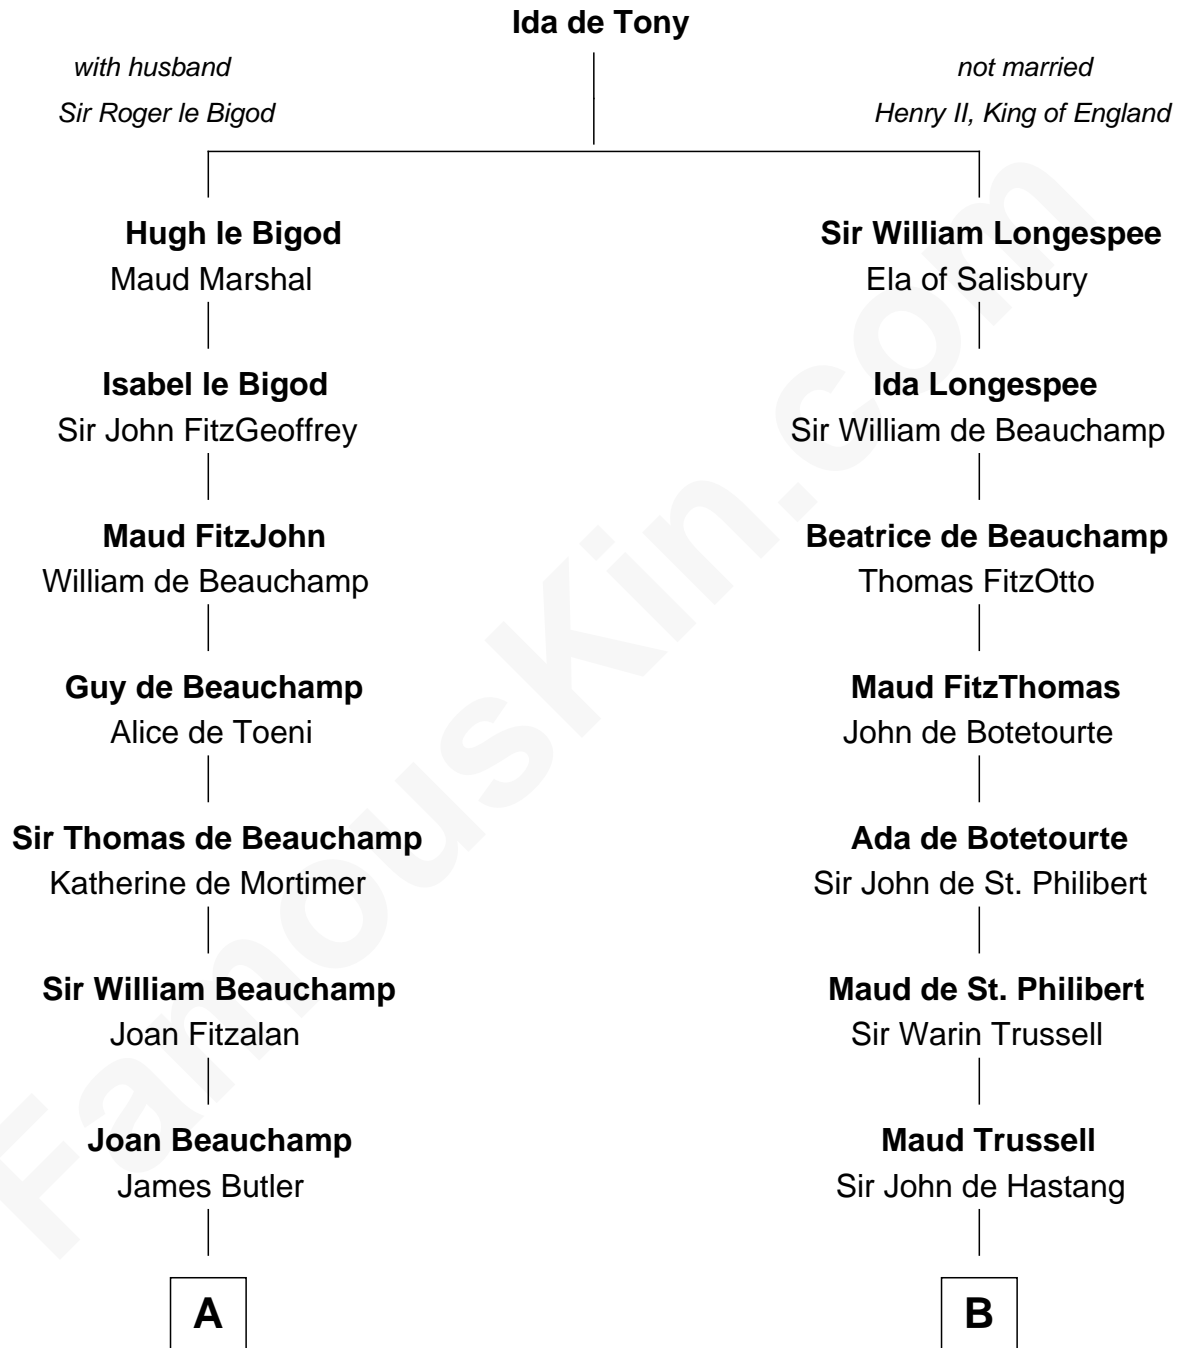 Ida de Tony
with husband
Sir Roger le Bigod
not married
Henry II, King of England
Hugh le Bigod
Maud Marshal
Isabel le Bigod
Sir John FitzGeoffrey
Maud FitzJohn
William de Beauchamp
Guy de Beauchamp
Alice de Toeni
Sir Thomas de Beauchamp
Katherine de Mortimer
Sir William Beauchamp
Joan Fitzalan
Joan Beauchamp
James Butler
A
Sir William Longespee
Ela of Salisbury
Ida Longespee
Sir William de Beauchamp
Beatrice de Beauchamp
Thomas FitzOtto
Maud FitzThomas
John de Botetourte
Ada de Botetourte
Sir John de St. Philibert
Maud de St. Philibert
Sir Warin Trussell
Maud Trussell
Sir John de Hastang
B
FamousKin.com